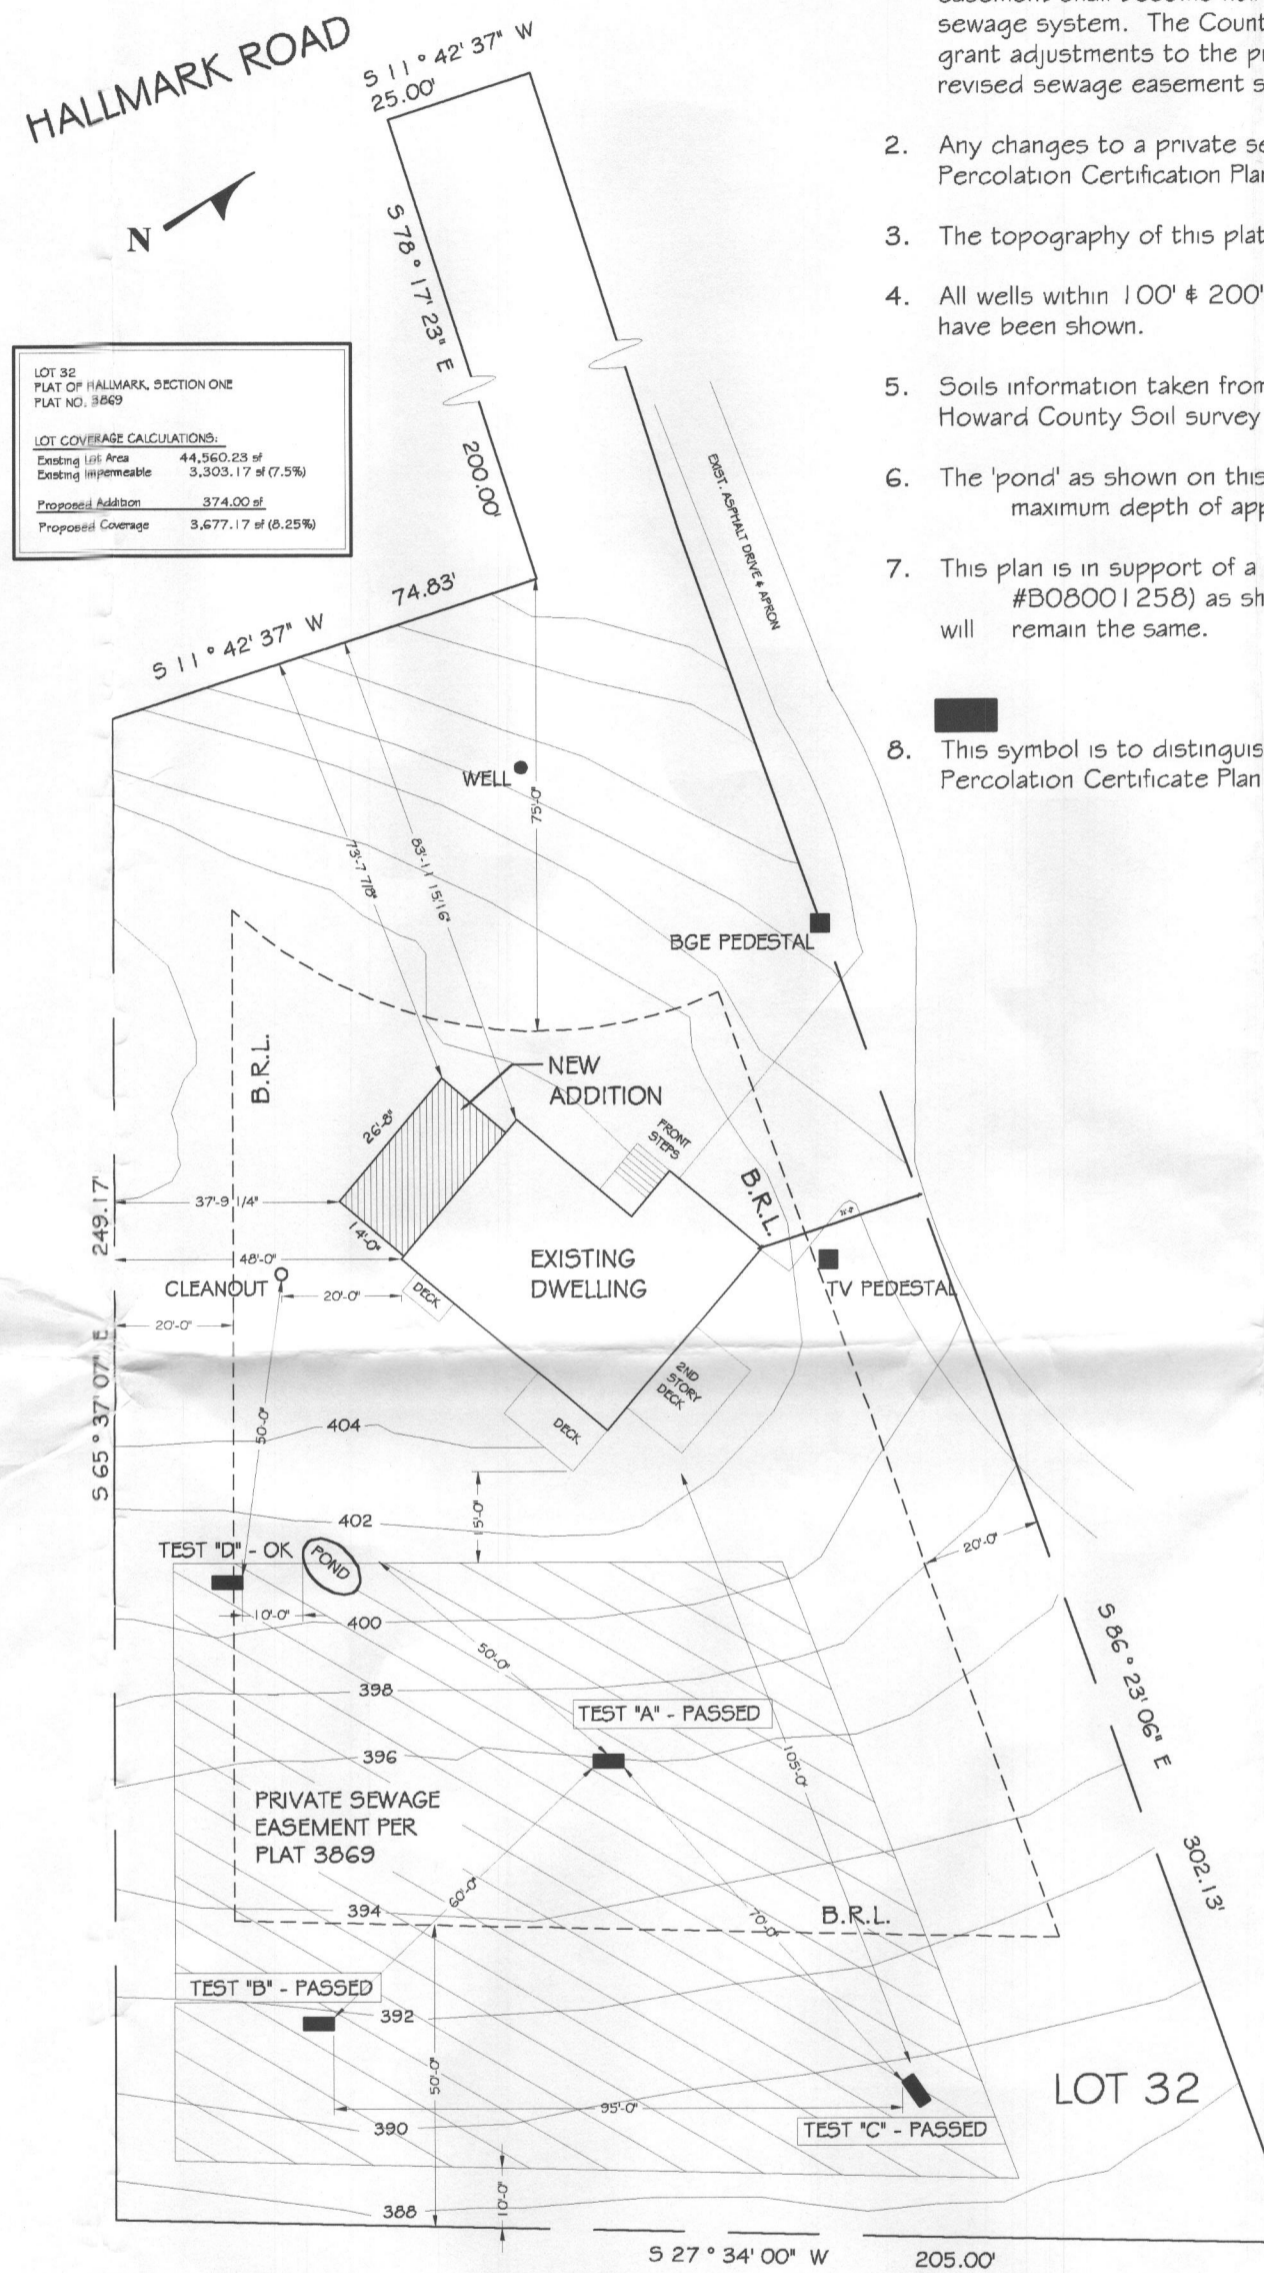 HALLMARK ROAD
S 11° 42' 37" W
25.00'
N
S 78° 17' 23" E
200.00'
LOT 32
PLAT OF HALLMARK, SECTION ONE
PLAT NO. 3869
LOT COVERAGE CALCULATIONS:
Existing Lot Area 44,560.23 sf
Existing Impermeable 3,303.17 sf (7.5%)
Proposed Addition 374.00 sf
Proposed Coverage 3,677.17 sf (8.25%)
sewage system. The Count
grant adjustments to the p
revised sewage easement s
2. Any changes to a private se
Percolation Certification Pla
3. The topography of this plat
4. All wells within 100' & 200'
have been shown.
5. Soils information taken from
Howard County Soil survey
6. The 'pond' as shown on this
maximum depth of app
7. This plan is in support of a
#B08001258) as sh
will remain the same.
8. This symbol is to distinguis
Percolation Certificate Plan
EXIST. ASPHALT DRIVE & APRON
74.83'
S 11° 42' 37" W
WELL
75'-0"
73'-7 7/8"
83'-11 15/16"
BGE PEDESTAL
B.R.L.
NEW
ADDITION
26'-8"
FRONT
STEPS
B.R.L.
37'-9 1/4"
14'-0"
48'-0"
249.17'
S 65° 37' 07" E
EXISTING
DWELLING
CLEANOUT
20'-0"
DECK
TV PEDESTAL
20'-0"
2ND
STORY
DECK
DECK
50'-0"
404
402
15'-0"
TEST "D" - OK
POND
20'-0"
10'-0"
400
50'-0"
398
S 86° 23' 06" E
302.13'
TEST "A" - PASSED
396
105'-0"
PRIVATE SEWAGE
EASEMENT PER
PLAT 3869
60'-0"
70'-0"
394
B.R.L.
TEST "B" - PASSED
392
50'-0"
95'-0"
LOT 32
390
TEST "C" - PASSED
10'-0"
388
S 27° 34' 00" W
205.00'